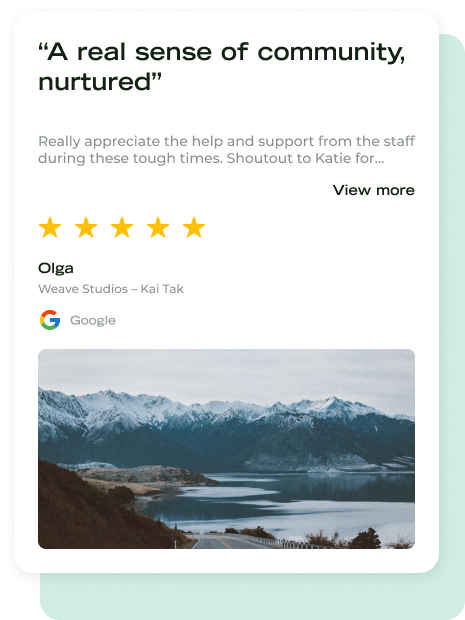 “A real sense of community,
nurtured”
Really appreciate the help and support from the staff
during these tough times. Shoutout to Katie for...
View more
Olga
Weave Studios – Kai Tak
Google